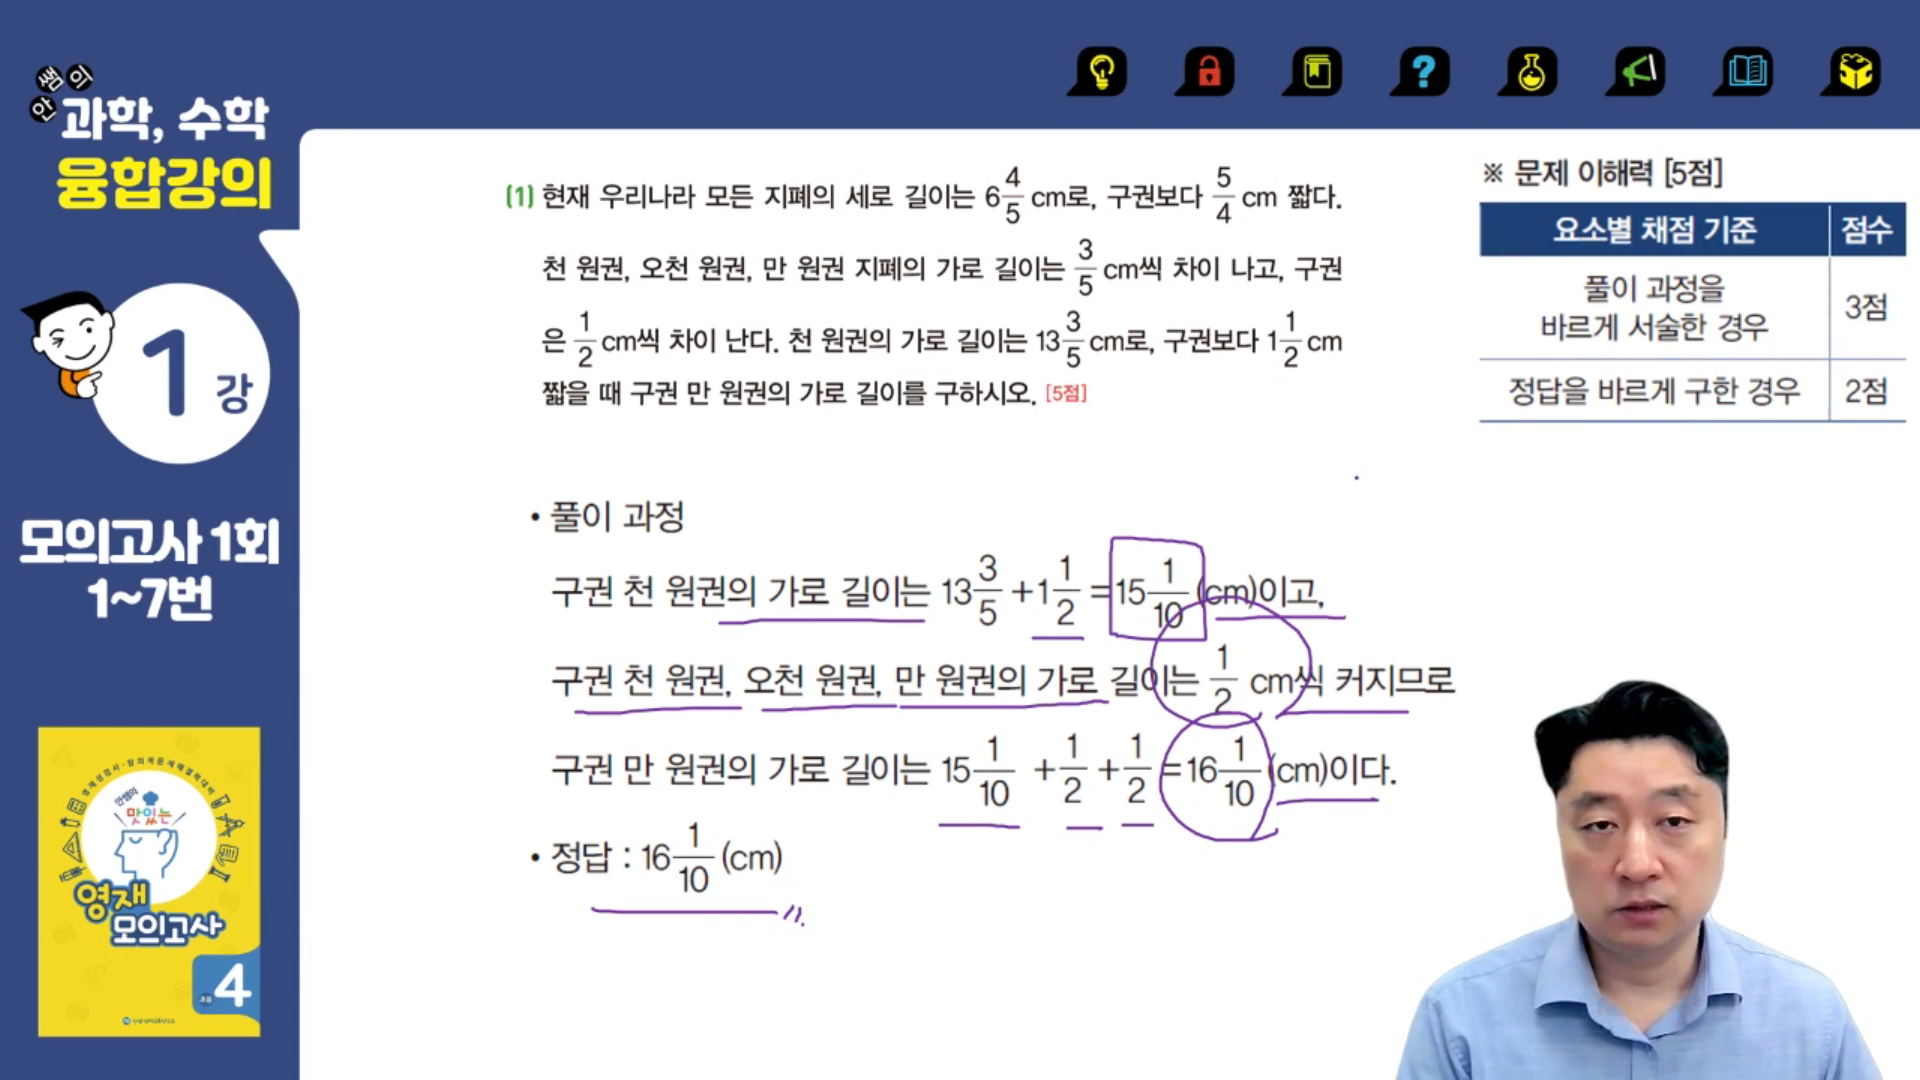 안쌤의
과학, 수학
융합강의
1강
모의고사 1회
1~7번
맛있는
영재
모의고사
4
(1) 현재 우리나라 모든 지폐의 세로 길이는 6 4/5 cm로, 구권보다 5/4 cm 짧다.
천 원권, 오천 원권, 만 원권 지폐의 가로 길이는 3/5 cm씩 차이 나고, 구권
은 1/2 cm씩 차이 난다. 천 원권의 가로 길이는 13 3/5 cm로, 구권보다 1 1/2 cm
짧을 때 구권 만 원권의 가로 길이를 구하시오. [5점]
• 풀이 과정
구권 천 원권의 가로 길이는 13 3/5 + 1 1/2 = 15 1/10 (cm)이고,
구권 천 원권, 오천 원권, 만 원권의 가로 길이는 1/2 cm씩 커지므로
구권 만 원권의 가로 길이는 15 1/10 + 1/2 + 1/2 = 16 1/10 (cm)이다.
• 정답 : 16 1/10 (cm)
※ 문제 이해력 [5점]
요소별 채점 기준 점수
풀이 과정을
바르게 서술한 경우 3점
정답을 바르게 구한 경우 2점